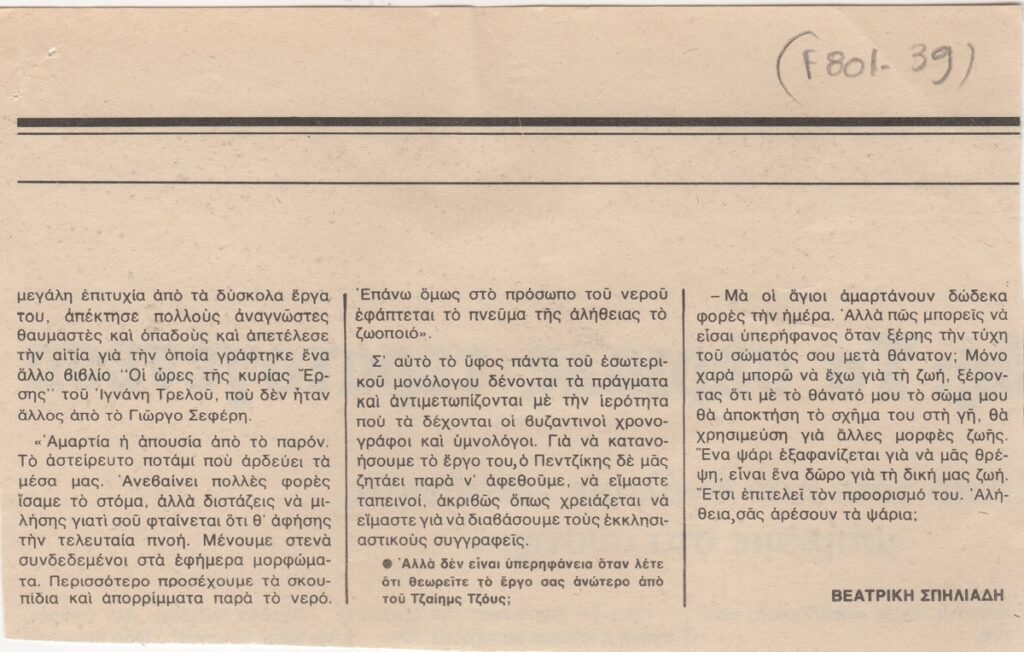 (F801- 39)
μεγάλη ἐπιτυχία ἀπὸ τὰ δύσκολα ἔργα
του, ἀπέκτησε πολλοὺς ἀναγνῶστες
θαυμαστὲς καὶ ὀπαδοὺς καὶ ἀπετέλεσε
τὴν αἰτία γιὰ τὴν ὁποία γράφτηκε ἕνα
ἄλλο βιβλίο "Οἱ ὧρες τῆς κυρίας Ἔρ-
σης" τοῦ Ἰγνάνη Τρελοῦ, ποὺ δὲν ἦταν
ἄλλος ἀπὸ τὸ Γιῶργο Σεφέρη.
«Ἁμαρτία ἡ ἀπουσία ἀπὸ τὸ παρόν.
Τὸ ἀστείρευτο ποτάμι ποὺ ἀρδεύει τὰ
μέσα μας. Ἀνεβαίνει πολλὲς φορὲς
ἴσαμε τὸ στόμα, ἀλλὰ διστάζεις νὰ μι-
λήσης γιατὶ σοῦ φταίνεται ὅτι θ' ἀφήσης
τὴν τελευταία πνοή. Μένουμε στενὰ
συνδεδεμένοι στὰ ἐφήμερα μορφώμα-
τα. Περισσότερο προσέχουμε τὰ σκου-
πίδια καὶ ἀπορρίμματα παρὰ τὸ νερό.
Ἐπάνω ὅμως στὸ πρόσωπο τοῦ νεροῦ
ἐφάπτεται τὸ πνεῦμα τῆς ἀλήθειας τὸ
ζωοποιό».
Σ' αὐτὸ τὸ ὕφος πάντα τοῦ ἐσωτερι-
κοῦ μονόλογου δένονται τὰ πράγματα
καὶ ἀντιμετωπίζονται μὲ τὴν ἱερότητα
ποὺ τὰ δέχονται οἱ βυζαντινοὶ χρονο-
γράφοι καὶ ὑμνολόγοι. Γιὰ νὰ κατανο-
ήσουμε τὸ ἔργο του, ὁ Πεντζίκης δὲ μᾶς
ζητάει παρὰ ν' ἀφεθοῦμε, νὰ εἴμαστε
ταπεινοί, ἀκριβῶς ὅπως χρειάζεται νὰ
εἴμαστε γιὰ νὰ διαβάσουμε τοὺς ἐκκλησι-
αστικοὺς συγγραφεῖς.
● Ἀλλὰ δὲν εἶναι ὑπερηφάνεια ὅταν λέτε
ὅτι θεωρεῖτε τὸ ἔργο σας ἀνώτερο ἀπὸ
τοῦ Τζαίημς Τζόυς;
– Μὰ οἱ ἅγιοι ἁμαρτάνουν δώδεκα
φορὲς τὴν ἡμέρα. Ἀλλὰ πῶς μπορεῖς νὰ
εἶσαι ὑπερήφανος ὅταν ξέρης τὴν τύχη
τοῦ σώματός σου μετὰ θάνατον; Μόνο
χαρὰ μπορῶ νὰ ἔχω γιὰ τὴ ζωή, ξέρον-
τας ὅτι μὲ τὸ θάνατό μου τὸ σῶμα μου
θὰ ἀποκτήση τὸ σχῆμα του στὴ γῆ, θὰ
χρησιμεύση γιὰ ἄλλες μορφὲς ζωῆς.
Ἕνα ψάρι ἐξαφανίζεται γιὰ νὰ μᾶς θρέ-
ψη, εἶναι ἕνα δῶρο γιὰ τὴ δική μας ζωή.
Ἔτσι ἐπιτελεῖ τὸν προορισμό του. Ἀλή-
θεια, σᾶς ἀρέσουν τὰ ψάρια;
ΒΕΑΤΡΙΚΗ ΣΠΗΛΙΑΔΗ